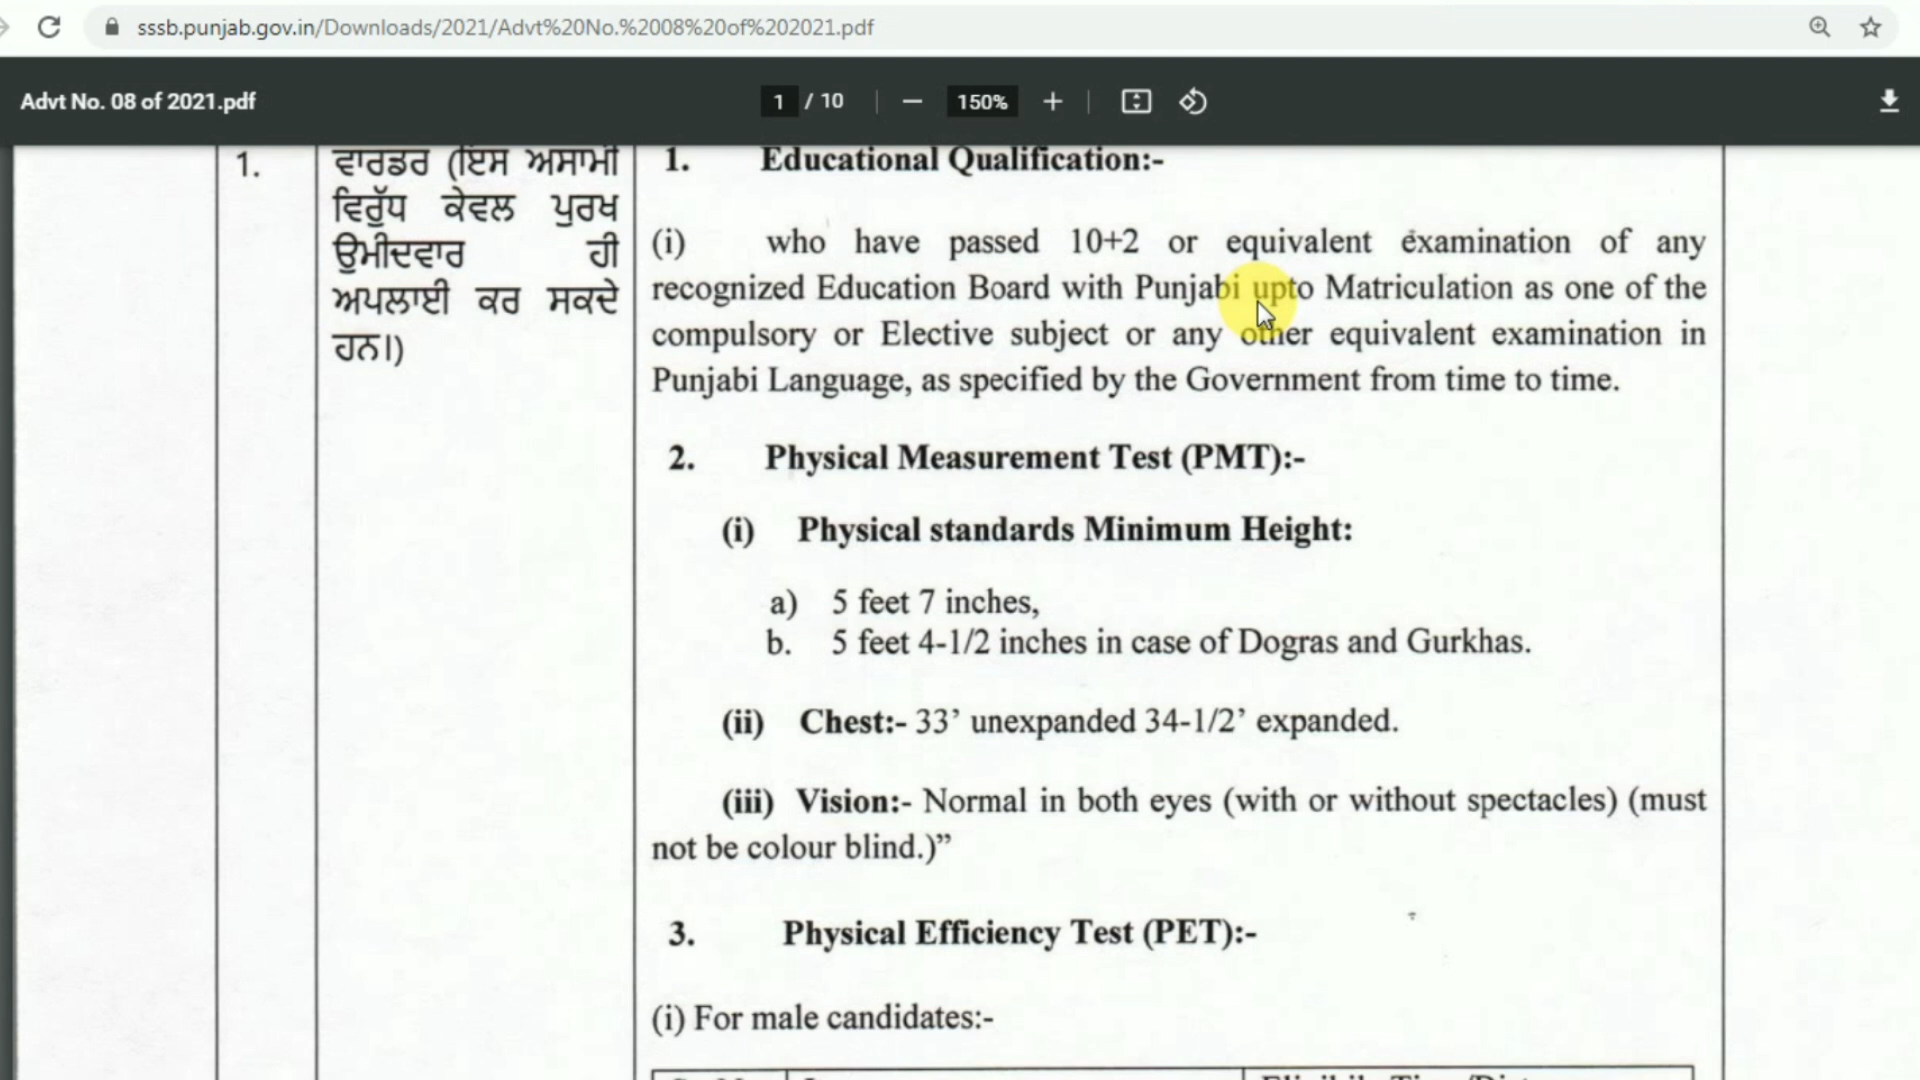 sssb.punjab.gov.in/Downloads/2021/Advt%20No.%2008%20of%202021.pdf
Advt No. 08 of 2021.pdf
1 / 10
150%
1.
ਵਾਰਡਰ (ਇਸ ਅਸਾਮੀ
ਵਿਰੁੱਧ ਕੇਵਲ ਪੁਰਖ
ਉਮੀਦਵਾਰ ਹੀ
ਅਪਲਾਈ ਕਰ ਸਕਦੇ
ਹਨ।)
1. Educational Qualification:-
(i) who have passed 10+2 or equivalent examination of any
recognized Education Board with Punjabi upto Matriculation as one of the
compulsory or Elective subject or any other equivalent examination in
Punjabi Language, as specified by the Government from time to time.
2. Physical Measurement Test (PMT):-
(i) Physical standards Minimum Height:
a) 5 feet 7 inches,
b. 5 feet 4-1/2 inches in case of Dogras and Gurkhas.
(ii) Chest:- 33’ unexpanded 34-1/2’ expanded.
(iii) Vision:- Normal in both eyes (with or without spectacles) (must
not be colour blind.)”
3. Physical Efficiency Test (PET):-
(i) For male candidates:-